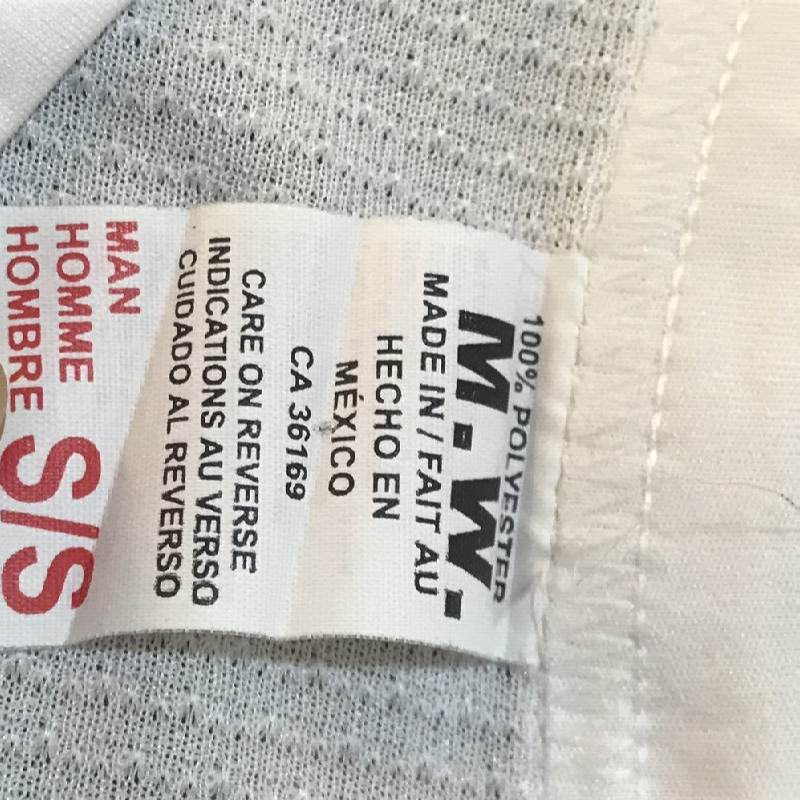 100% POLYESTER
M.W.
MADE IN / FAIT AU
HECHO EN
MÉXICO
CA 36169
CARE ON REVERSE
INDICATIONS AU VERSO
CUIDADO AL REVERSO
MAN
HOMME
HOMBRE
S/S